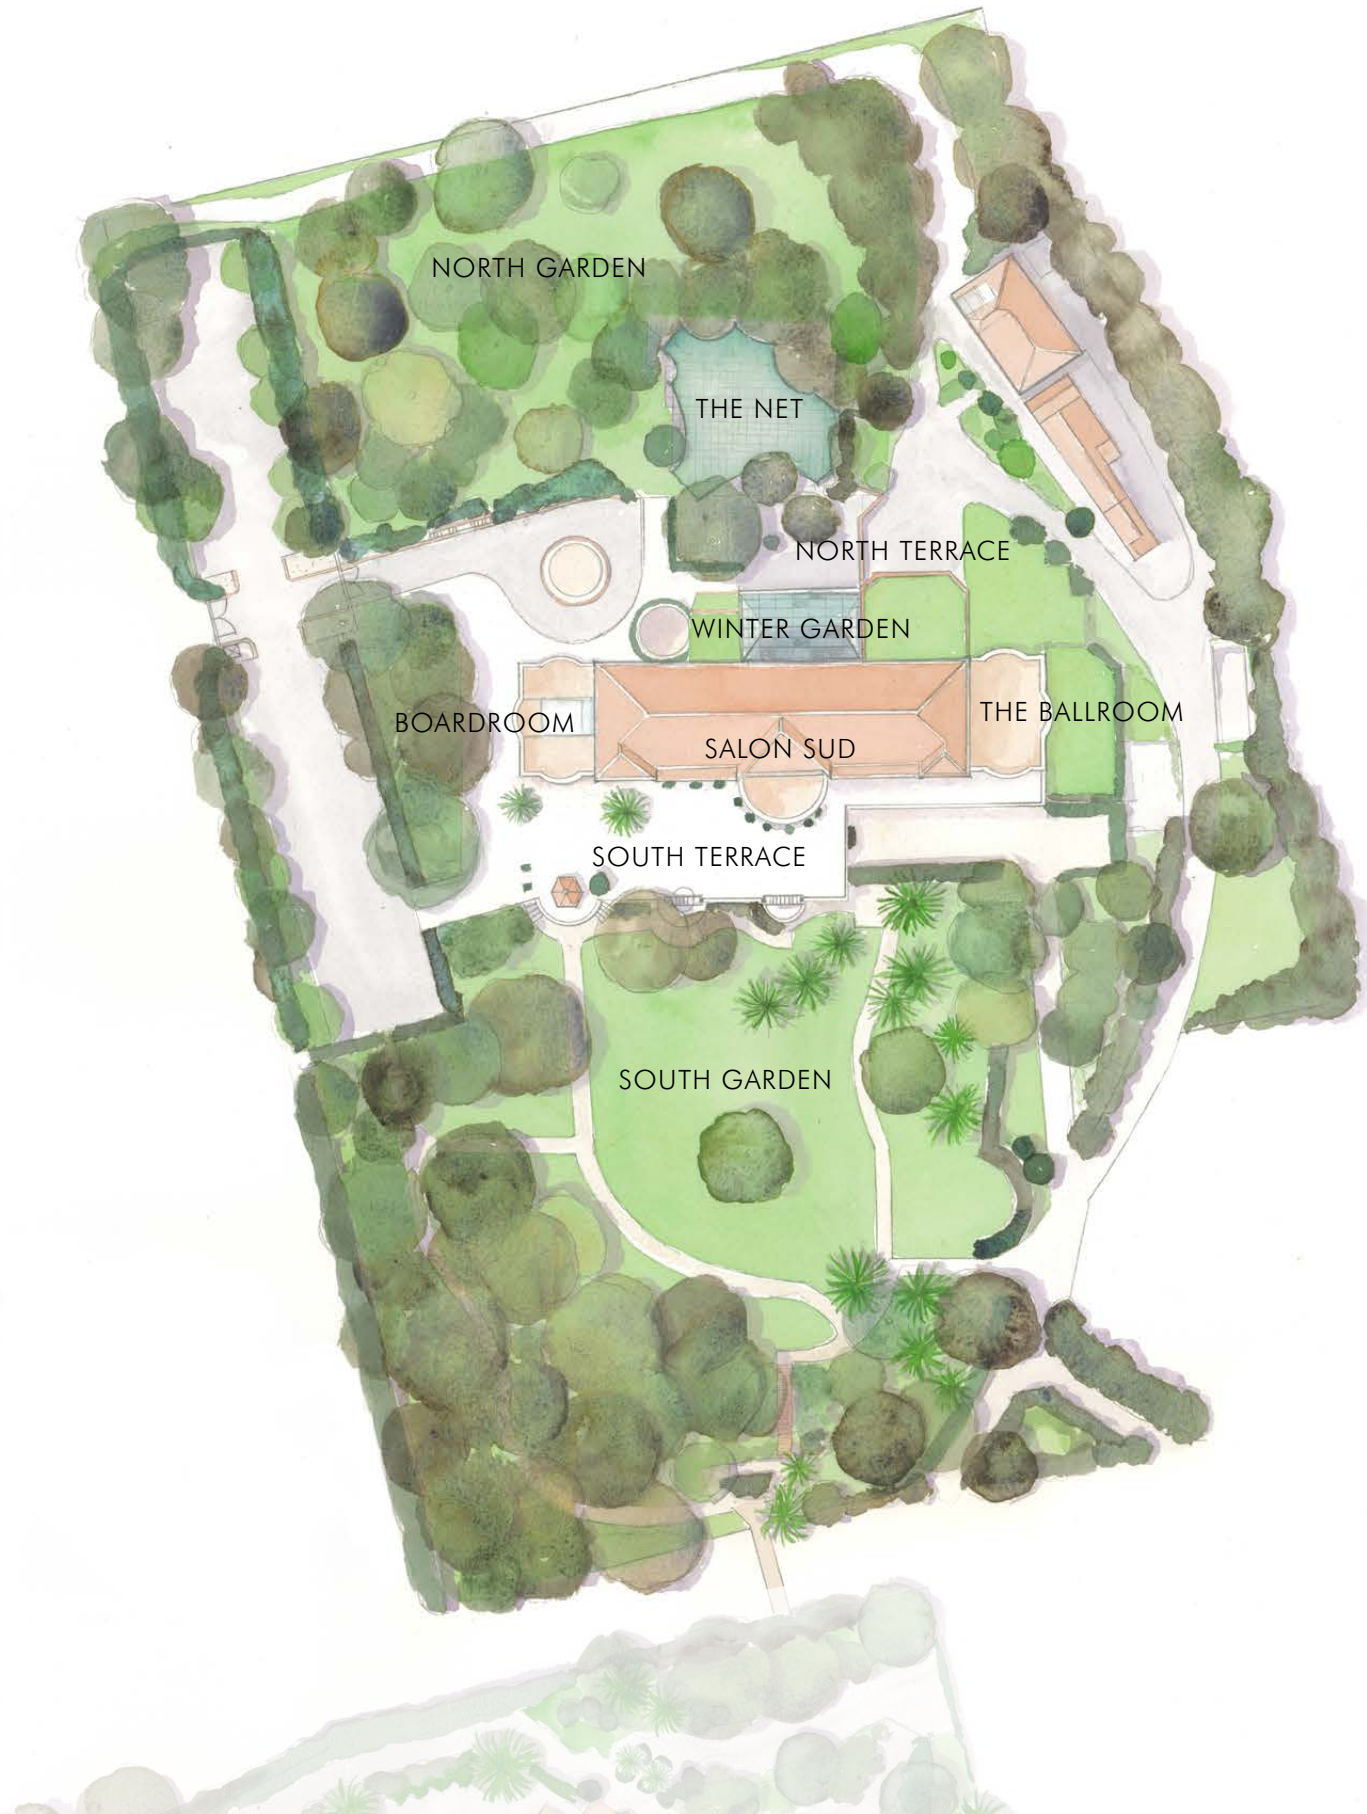 NORTH GARDEN
THE NET
NORTH TERRACE
WINTER GARDEN
BOARDROOM
THE BALLROOM
SALON SUD
SOUTH TERRACE
SOUTH GARDEN